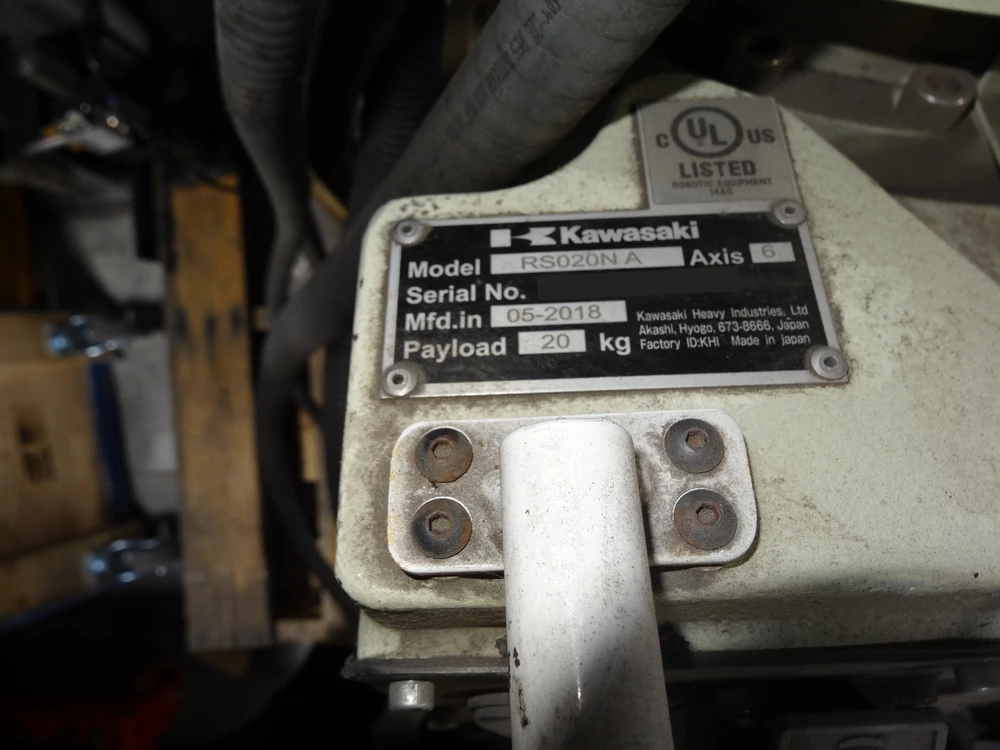 C UL US
LISTED
ROBOTIC EQUIPMENT
14A0
Kawasaki
Model RS020N A Axis 6
Serial No.
Mfd.in 05-2018
Payload 20 kg
Kawasaki Heavy Industries, Ltd
Akashi, Hyogo, 673-8666, Japan
Factory ID:KHI Made in japan